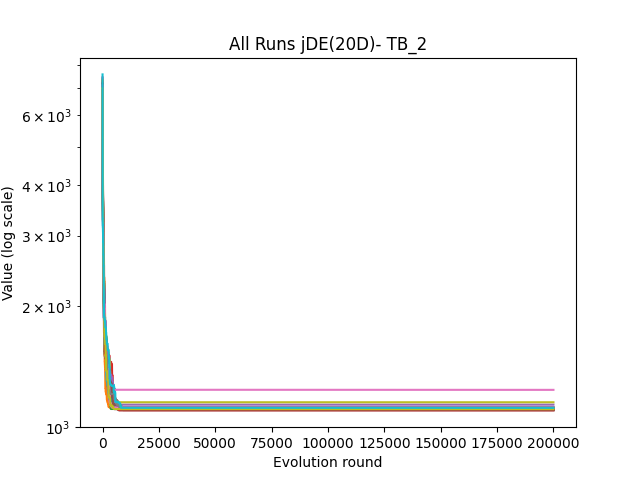 All Runs jDE(20D)- TB_2
Value (log scale)
6 × 10³
4 × 10³
3 × 10³
2 × 10³
10³
0 25000 50000 75000 100000 125000 150000 175000 200000
Evolution round